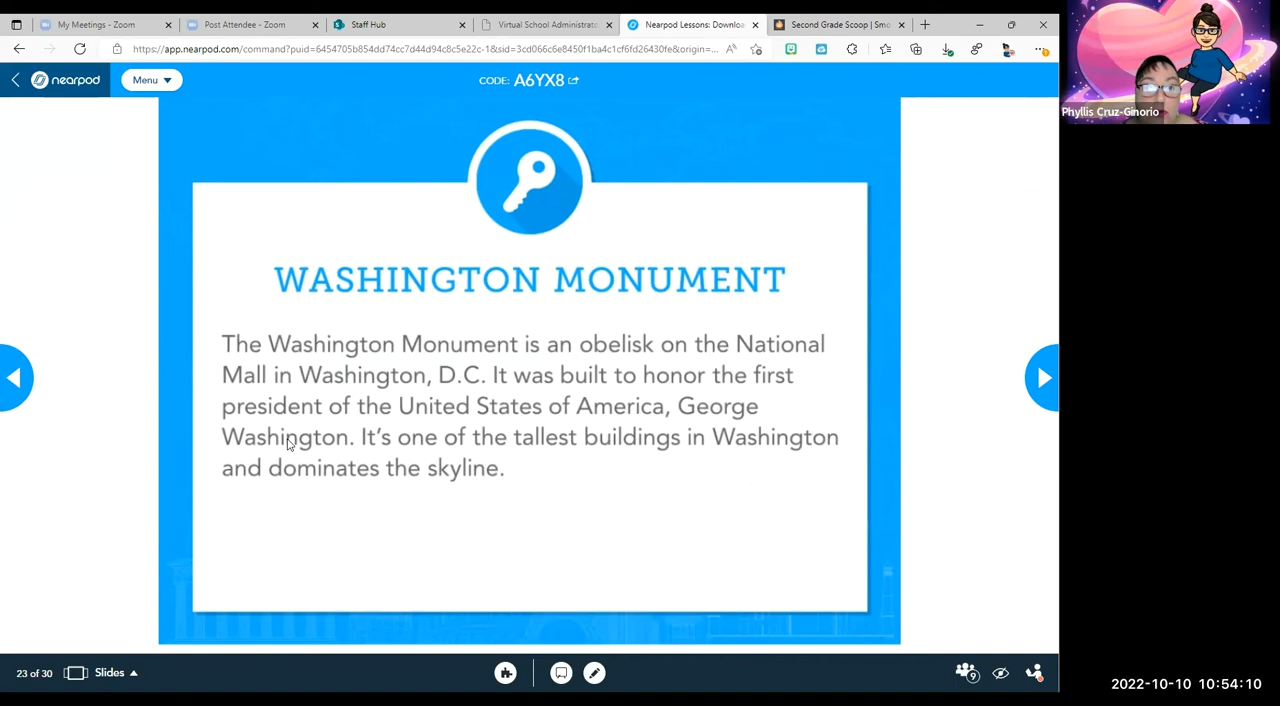 My Meetings - Zoom
Post Attendee - Zoom
Staff Hub
Virtual School Administrato
Nearpod Lessons: Downloa
Second Grade Scoop | Smo
https://app.nearpod.com/command?puid=6454705b854dd74cc7d44d94c8c5e22c-1&sid=3cd066c6e8450f1ba4c1cf6fd26430fe&origin=...
nearpod
Menu
CODE: A6YX8
Phyllis Cruz-Ginorio
WASHINGTON MONUMENT
The Washington Monument is an obelisk on the National
Mall in Washington, D.C. It was built to honor the first
president of the United States of America, George
Washington. It's one of the tallest buildings in Washington
and dominates the skyline.
23 of 30
Slides
9
2022-10-10 10:54:10